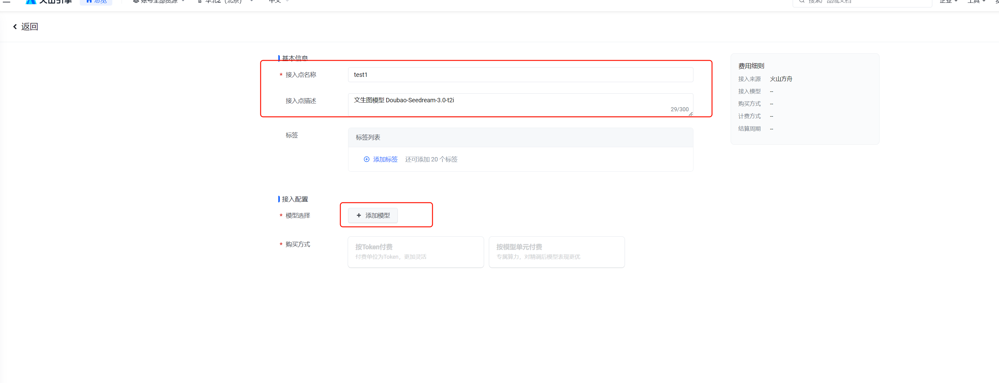 火山引擎 总览 账号全部资源 华北2 (北京) 中文 搜索产品或文档 企业 工具
返回
基本信息
* 接入点名称 test1
接入点描述 文生图模型 Doubao-Seedream-3.0-t2i
29/300
标签 标签列表
添加标签 还可添加 20 个标签
接入配置
* 模型选择 + 添加模型
* 购买方式
按Token付费
付费单位为Token，更加灵活
按模型单元付费
专属算力，对精调后模型表现更优
费用细则
接入来源 火山方舟
接入模型 --
购买方式 --
计费方式 --
结算周期 --